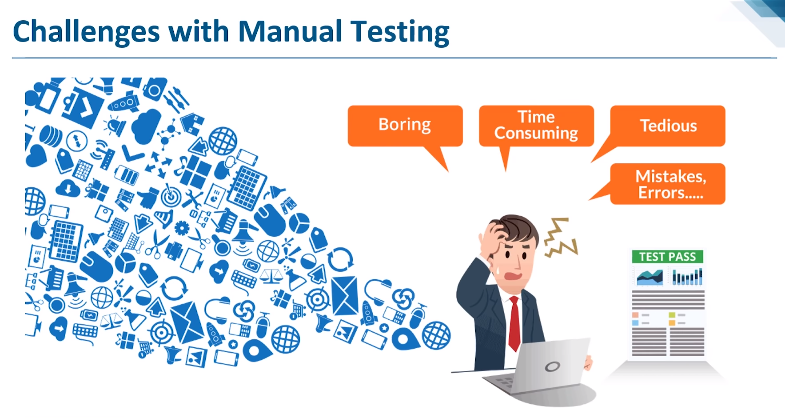 Challenges with Manual Testing
Boring
Time
Consuming
Tedious
Mistakes,
Errors.....
TEST PASS